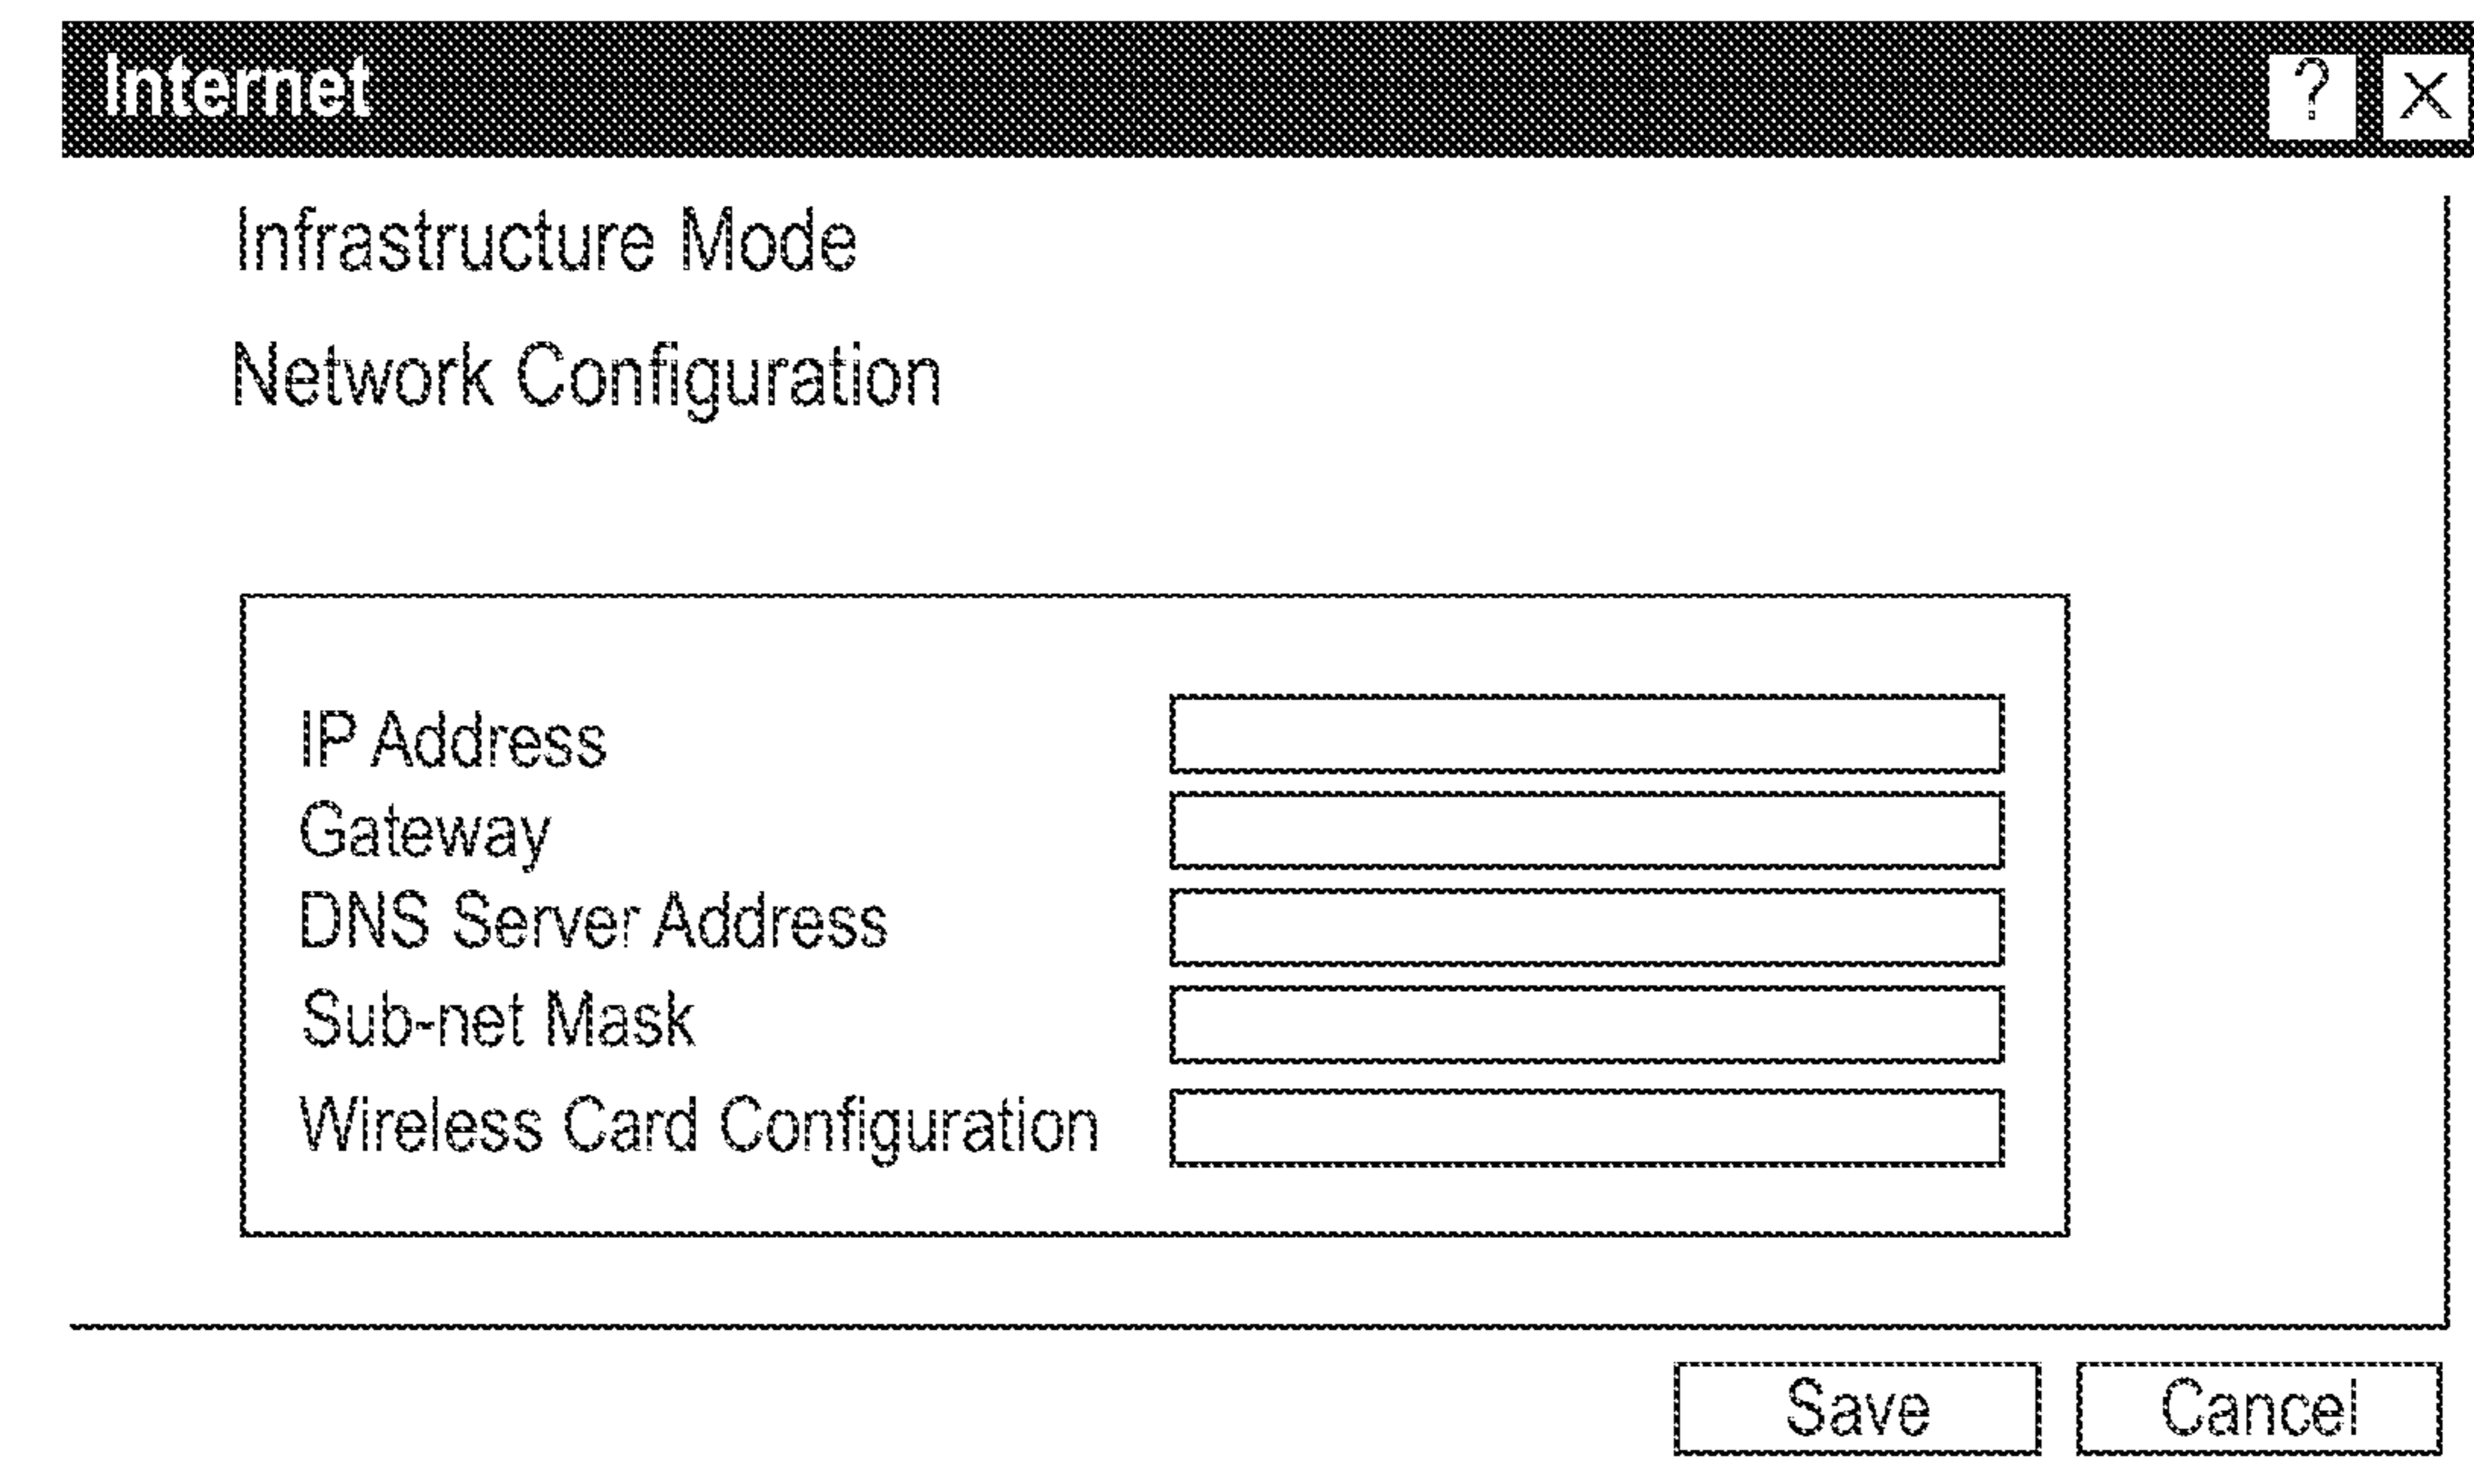 Internet ? X
Infrastructure Mode
Network Configuration
IP Address
Gateway
DNS Server Address
Sub-net Mask
Wireless Card Configuration
Save Cancel